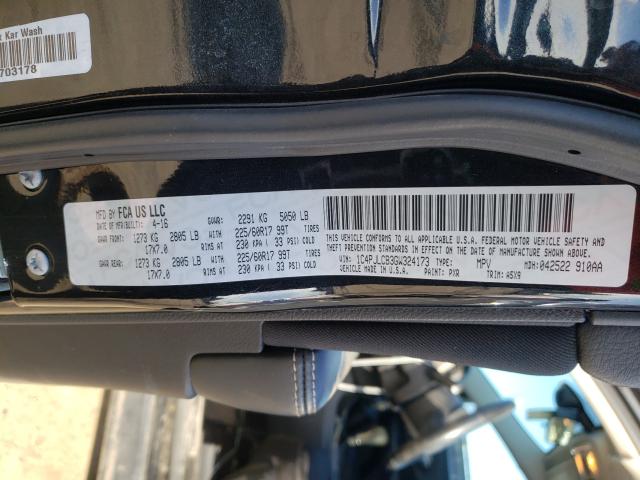 Kar Wash
703178
MFD BY FCA US LLC
DATE OF MFR(BUILT): 4-16 GVWR: 2291 KG 5050 LB
GAWR FRONT: 1273 KG 2805 LB WITH 225/60R17 99T TIRES
17X7.0 RIMS AT 230 KPA ( 33 PSI) COLD
GAWR REAR: 1273 KG 2805 LB WITH 225/60R17 99T TIRES
17X7.0 RIMS AT 230 KPA ( 33 PSI) COLD
THIS VEHICLE CONFORMS TO ALL APPLICABLE U.S.A. FEDERAL MOTOR VEHICLE SAFETY AND
THEFT PREVENTION STANDARDS IN EFFECT ON THE DATE OF MANUFACTURE SHOWN ABOVE.
VIN: 1C4PJLCB3GW324173 TYPE: MPV MDH: 042522 910AA
PAINT: PXR TRIM: A5X9